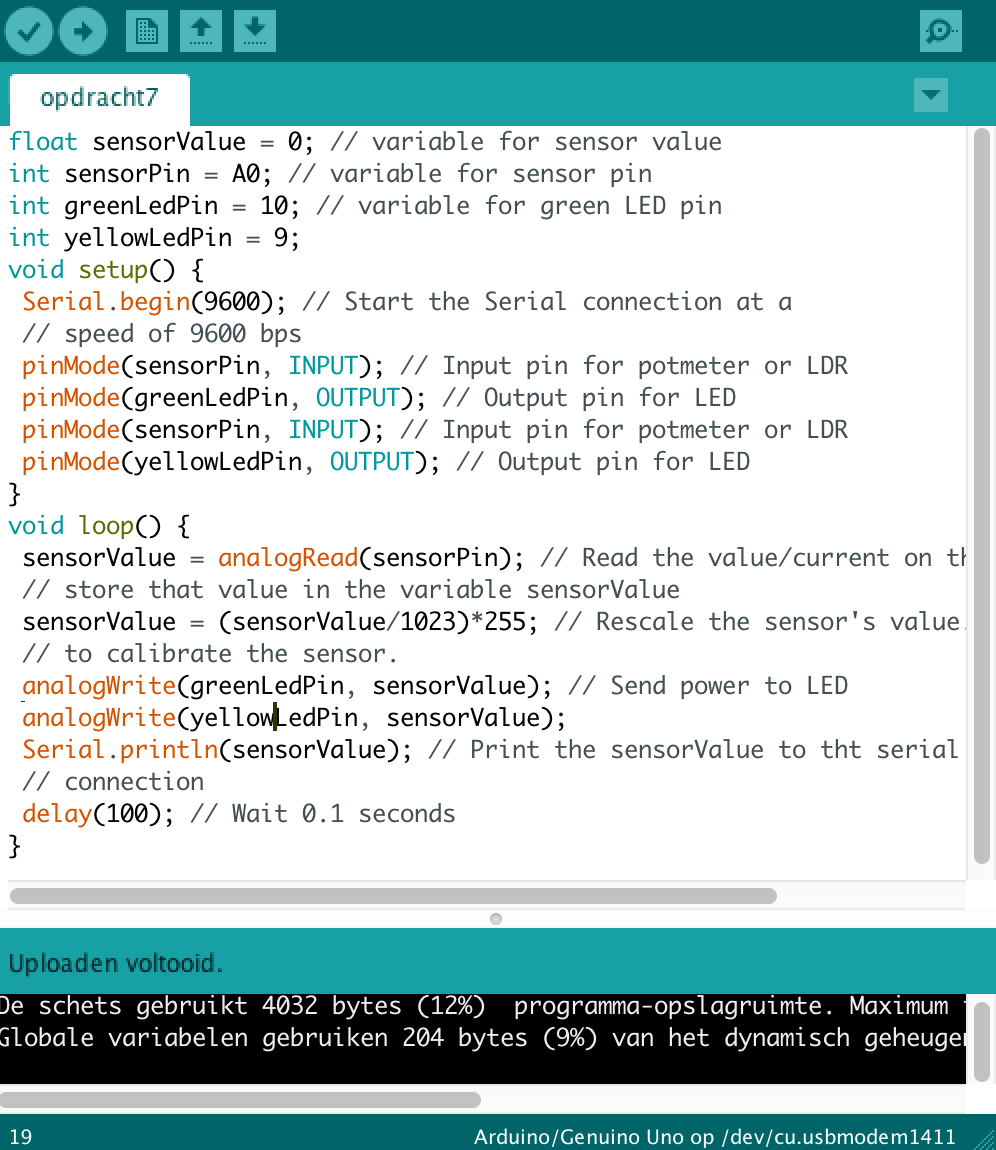 opdracht7
float sensorValue = 0; // variable for sensor value
int sensorPin = A0; // variable for sensor pin
int greenLedPin = 10; // variable for green LED pin
int yellowLedPin = 9;
void setup() {
 Serial.begin(9600); // Start the Serial connection at a
 // speed of 9600 bps
 pinMode(sensorPin, INPUT); // Input pin for potmeter or LDR
 pinMode(greenLedPin, OUTPUT); // Output pin for LED
 pinMode(sensorPin, INPUT); // Input pin for potmeter or LDR
 pinMode(yellowLedPin, OUTPUT); // Output pin for LED
}
void loop() {
 sensorValue = analogRead(sensorPin); // Read the value/current on
 // store that value in the variable sensorValue
 sensorValue = (sensorValue/1023)*255; // Rescale the sensor's value
 // to calibrate the sensor.
 analogWrite(greenLedPin, sensorValue); // Send power to LED
 analogWrite(yellowLedPin, sensorValue);
 Serial.println(sensorValue); // Print the sensorValue to tht serial
 // connection
 delay(100); // Wait 0.1 seconds
}
Uploaden voltooid.
De schets gebruikt 4032 bytes (12%)  programma-opslagruimte. Maximum
Globale variabelen gebruiken 204 bytes (9%) van het dynamisch
19
Arduino/Genuino Uno op /dev/cu.usbmodem1411